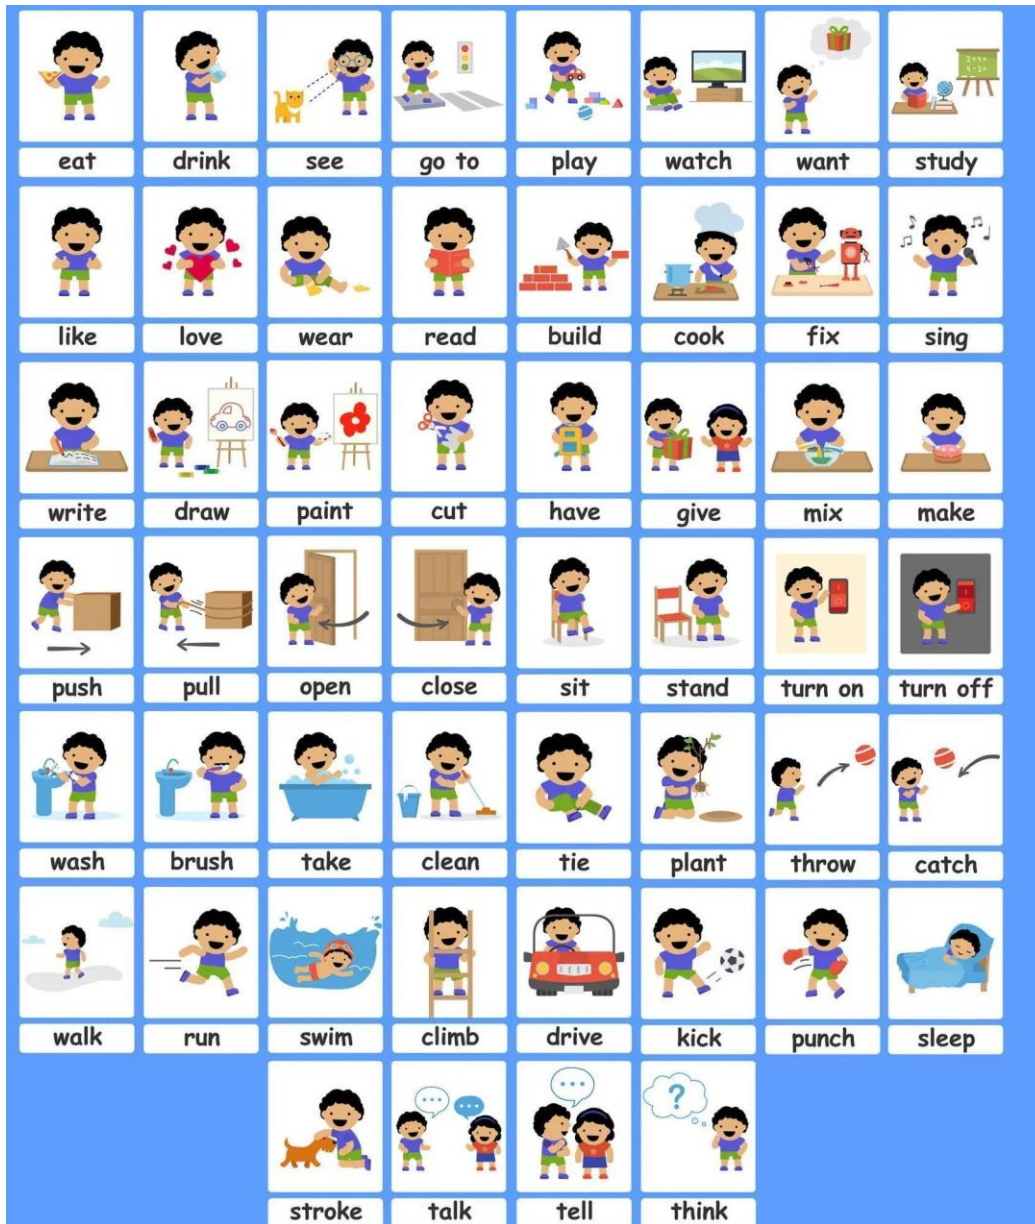 eat drink see go to play watch want study
like love wear read build cook fix sing
write draw paint cut have give mix make
push pull open close sit stand turn on turn off
wash brush take clean tie plant throw catch
walk run swim climb drive kick punch sleep
stroke talk tell think